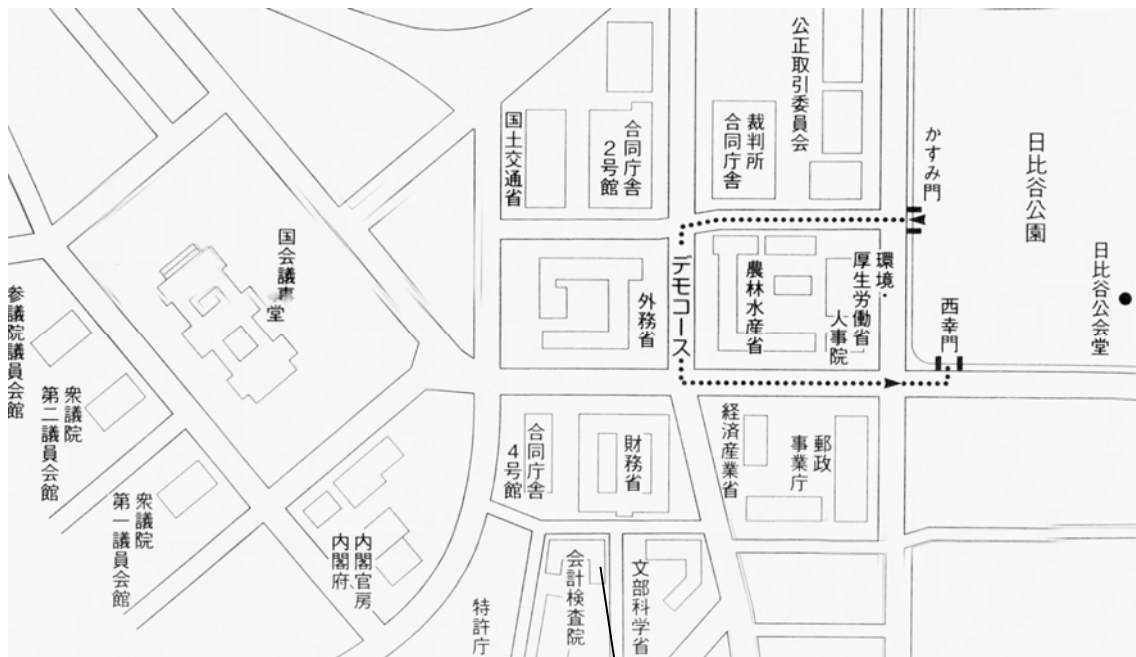 公正取引委員会
裁判所
合同庁舎
合同庁舎
2号館
国土交通省
かすみ門
日比谷公園
日比谷公会堂
西幸門
環境・
厚生労働省
人事院
農林水産省
デモコース
外務省
国会議事堂
参議院議員会館
衆議院
第二議員会館
衆議院
第一議員会館
内閣官房
内閣府、
合同庁舎
4号館
財務省
経済産業省
郵政
事業庁
特許庁
会計検査院
文部科学省